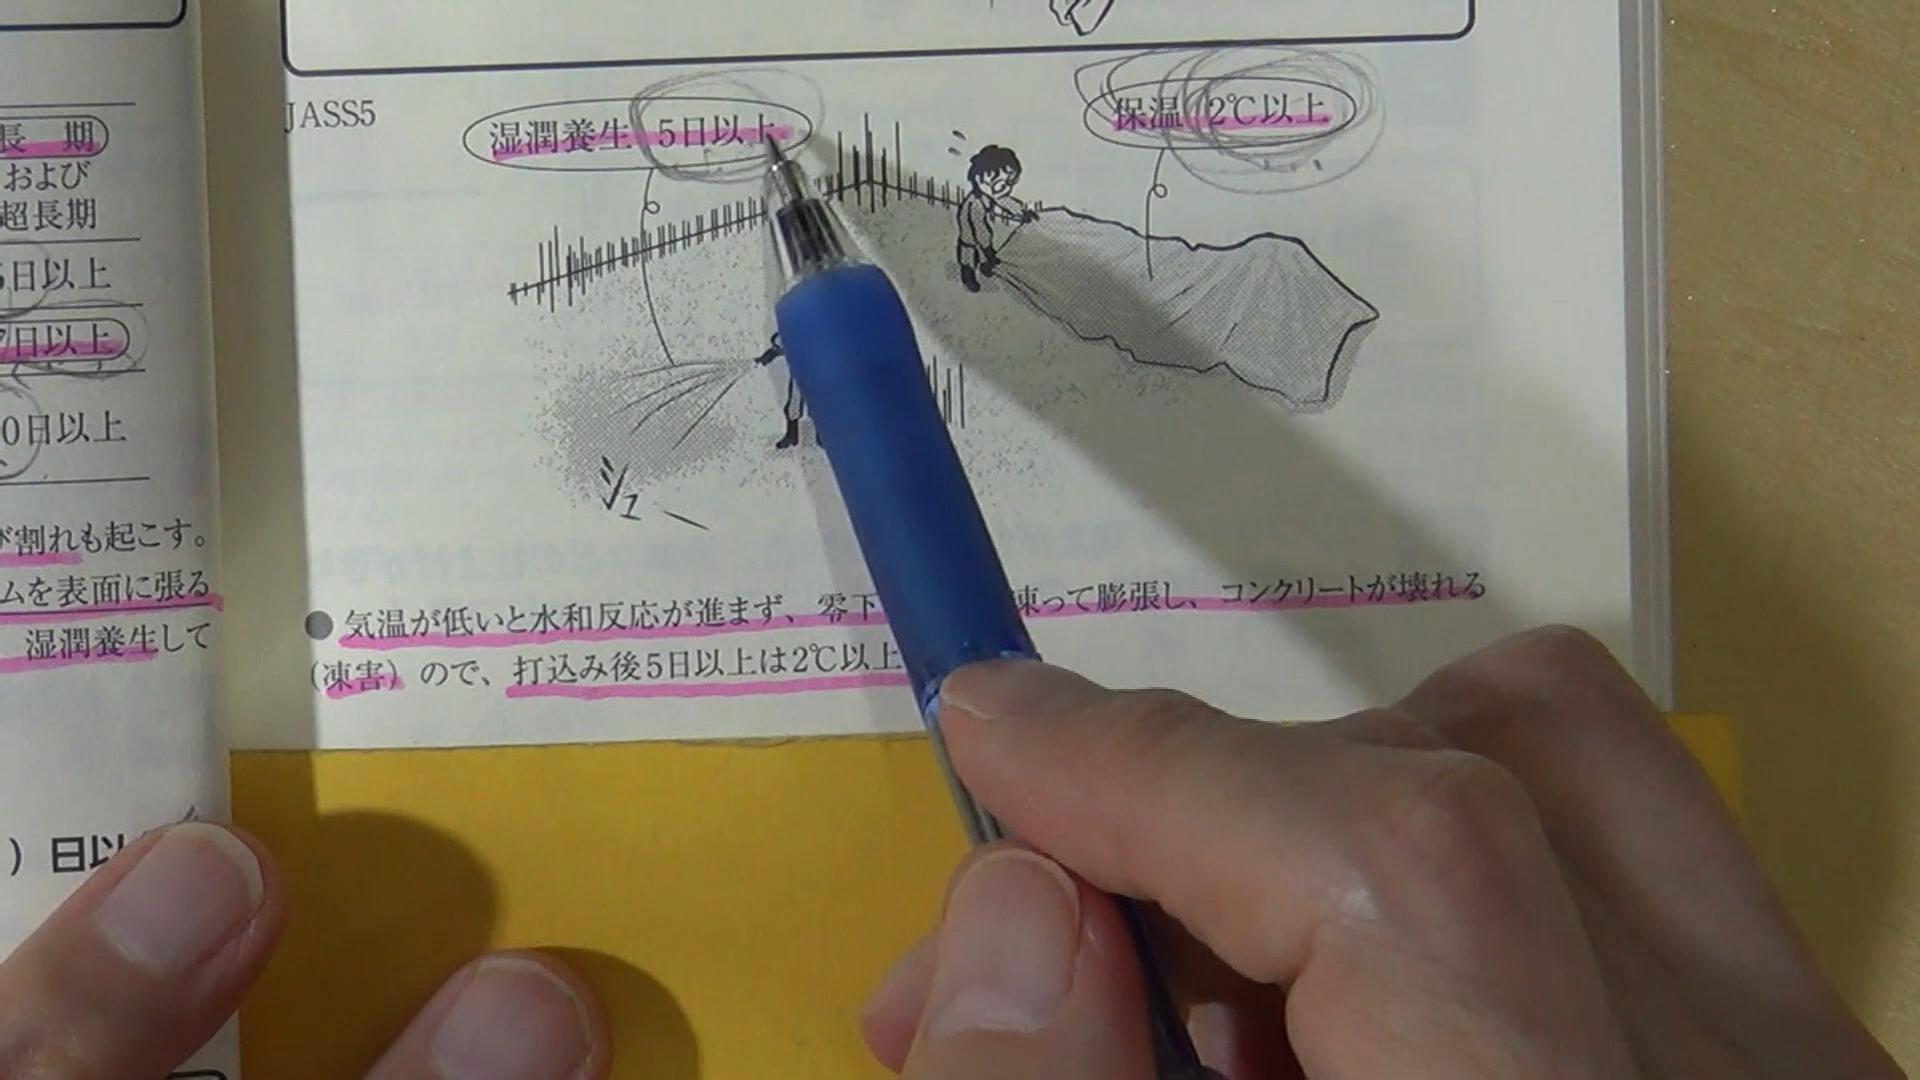 長 期
および
超長期
日以上
7日以上
0日以上
び割れも起こす。
ムを表面に張る
湿潤養生して
）日以
JASS5
湿潤養生 5日以上
保温 2℃以上
ジュ
●気温が低いと水和反応が進まず、零下 凍って膨張し、コンクリートが壊れる
（凍害）ので、打込み後5日以上は2℃以上